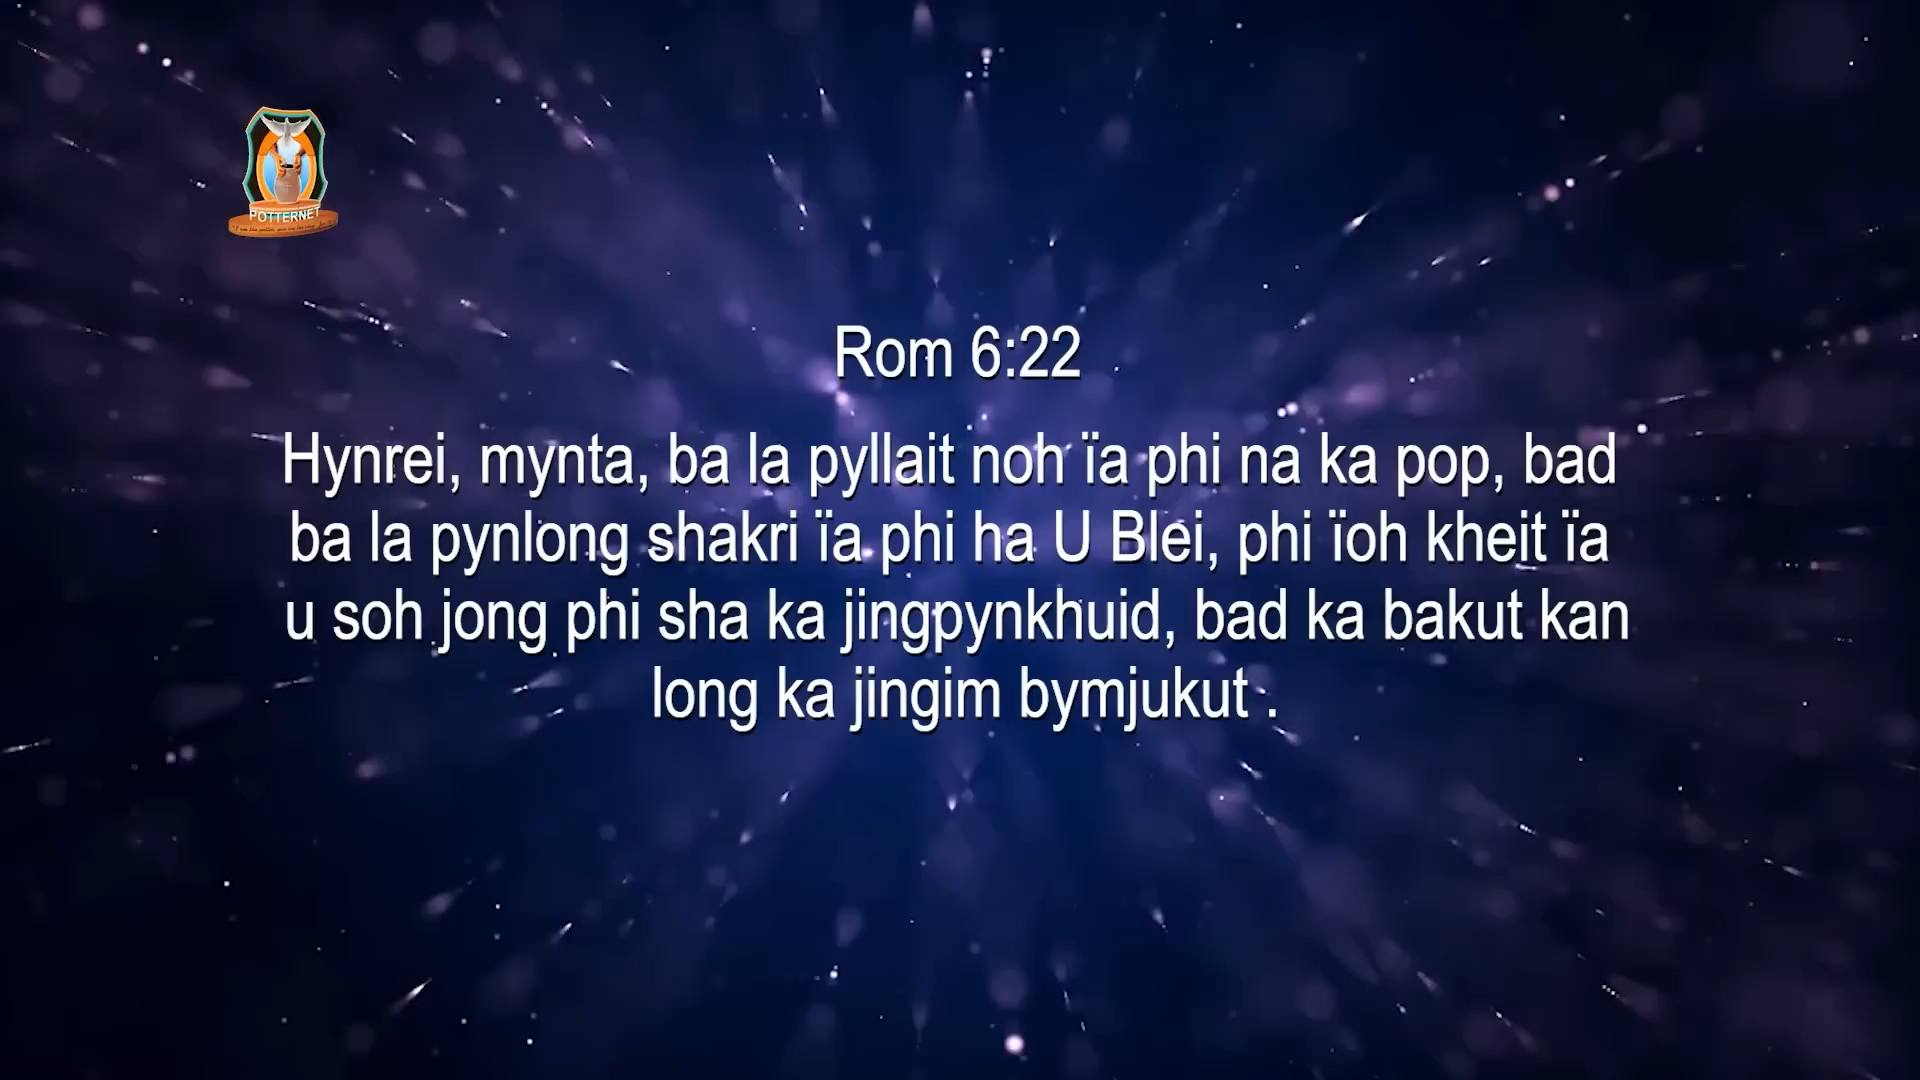 POTTERNET
Rom 6:22
Hynrei, mynta, ba la pyllait noh ïa phi na ka pop, bad
ba la pynlong shakri ïa phi ha U Blei, phi ïoh kheit ïa
u soh jong phi sha ka jingpynkhuid, bad ka bakut kan
long ka jingim bymjukut .